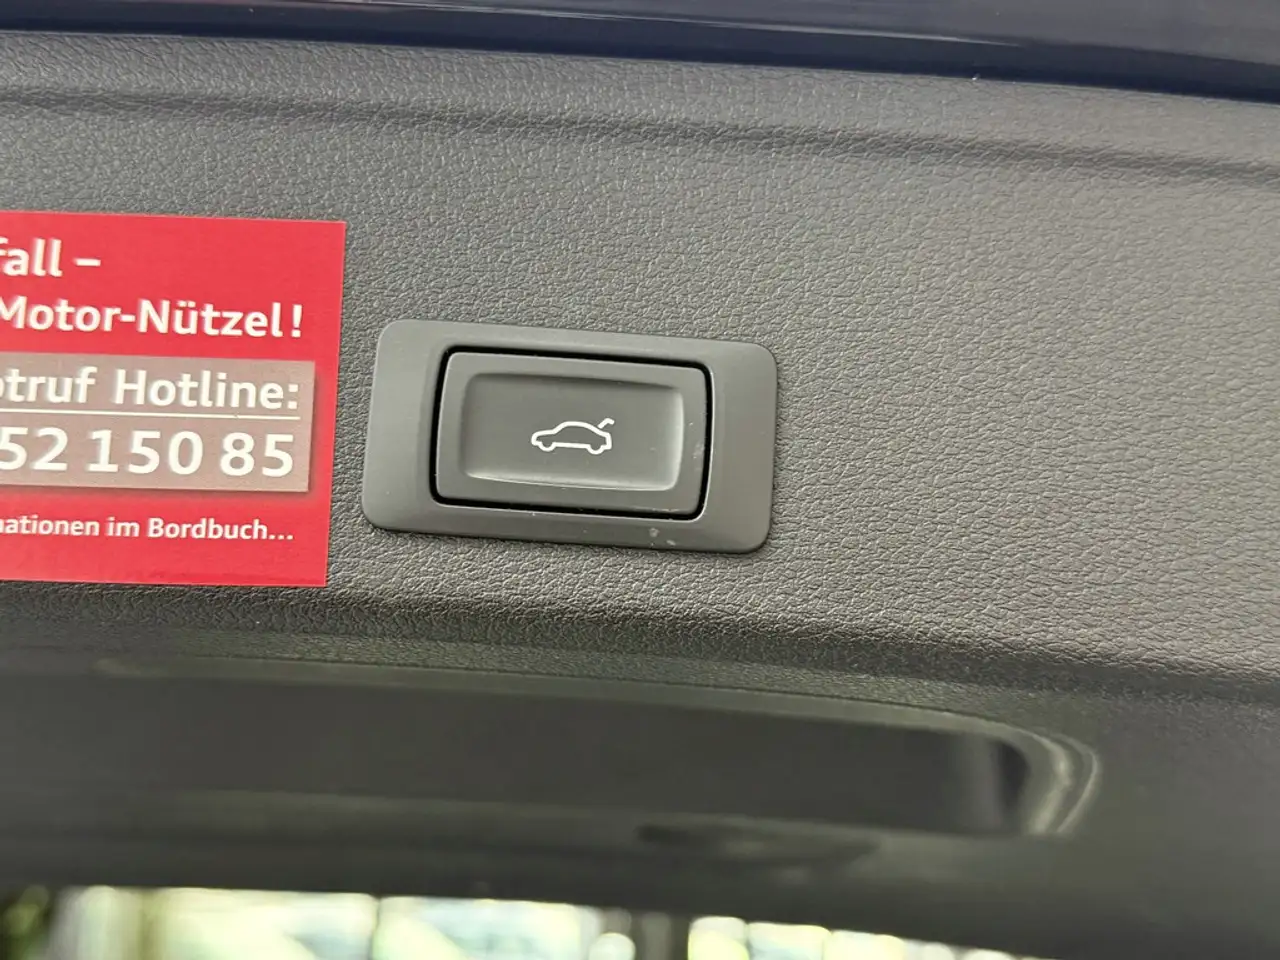 fall –
Motor-Nützel!
otruf Hotline:
52 150 85
nationen im Bordbuch...